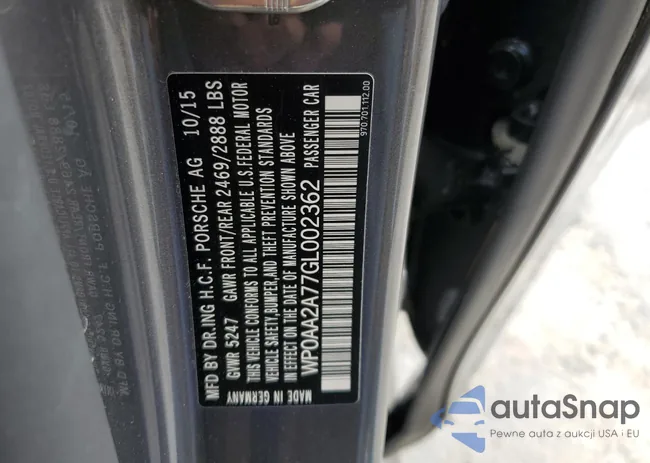 MFD BY DR.ING H.C.F. PORSCHE AG 10/15
GVWR 5247 GAWR FRONT/REAR 2469/2888 LBS
THIS VEHICLE CONFORMS TO ALL APPLICABLE U.S.FEDERAL MOTOR
VEHICLE SAFETY,BUMPER,AND THEFT PREVENTION STANDARDS
IN EFFECT ON THE DATE OF MANUFACTURE SHOWN ABOVE
WP0AA2A77GL002362 PASSENGER CAR
MADE IN GERMANY
970.701.112.00
autaSnap
Pewne auta z aukcji USA i EU